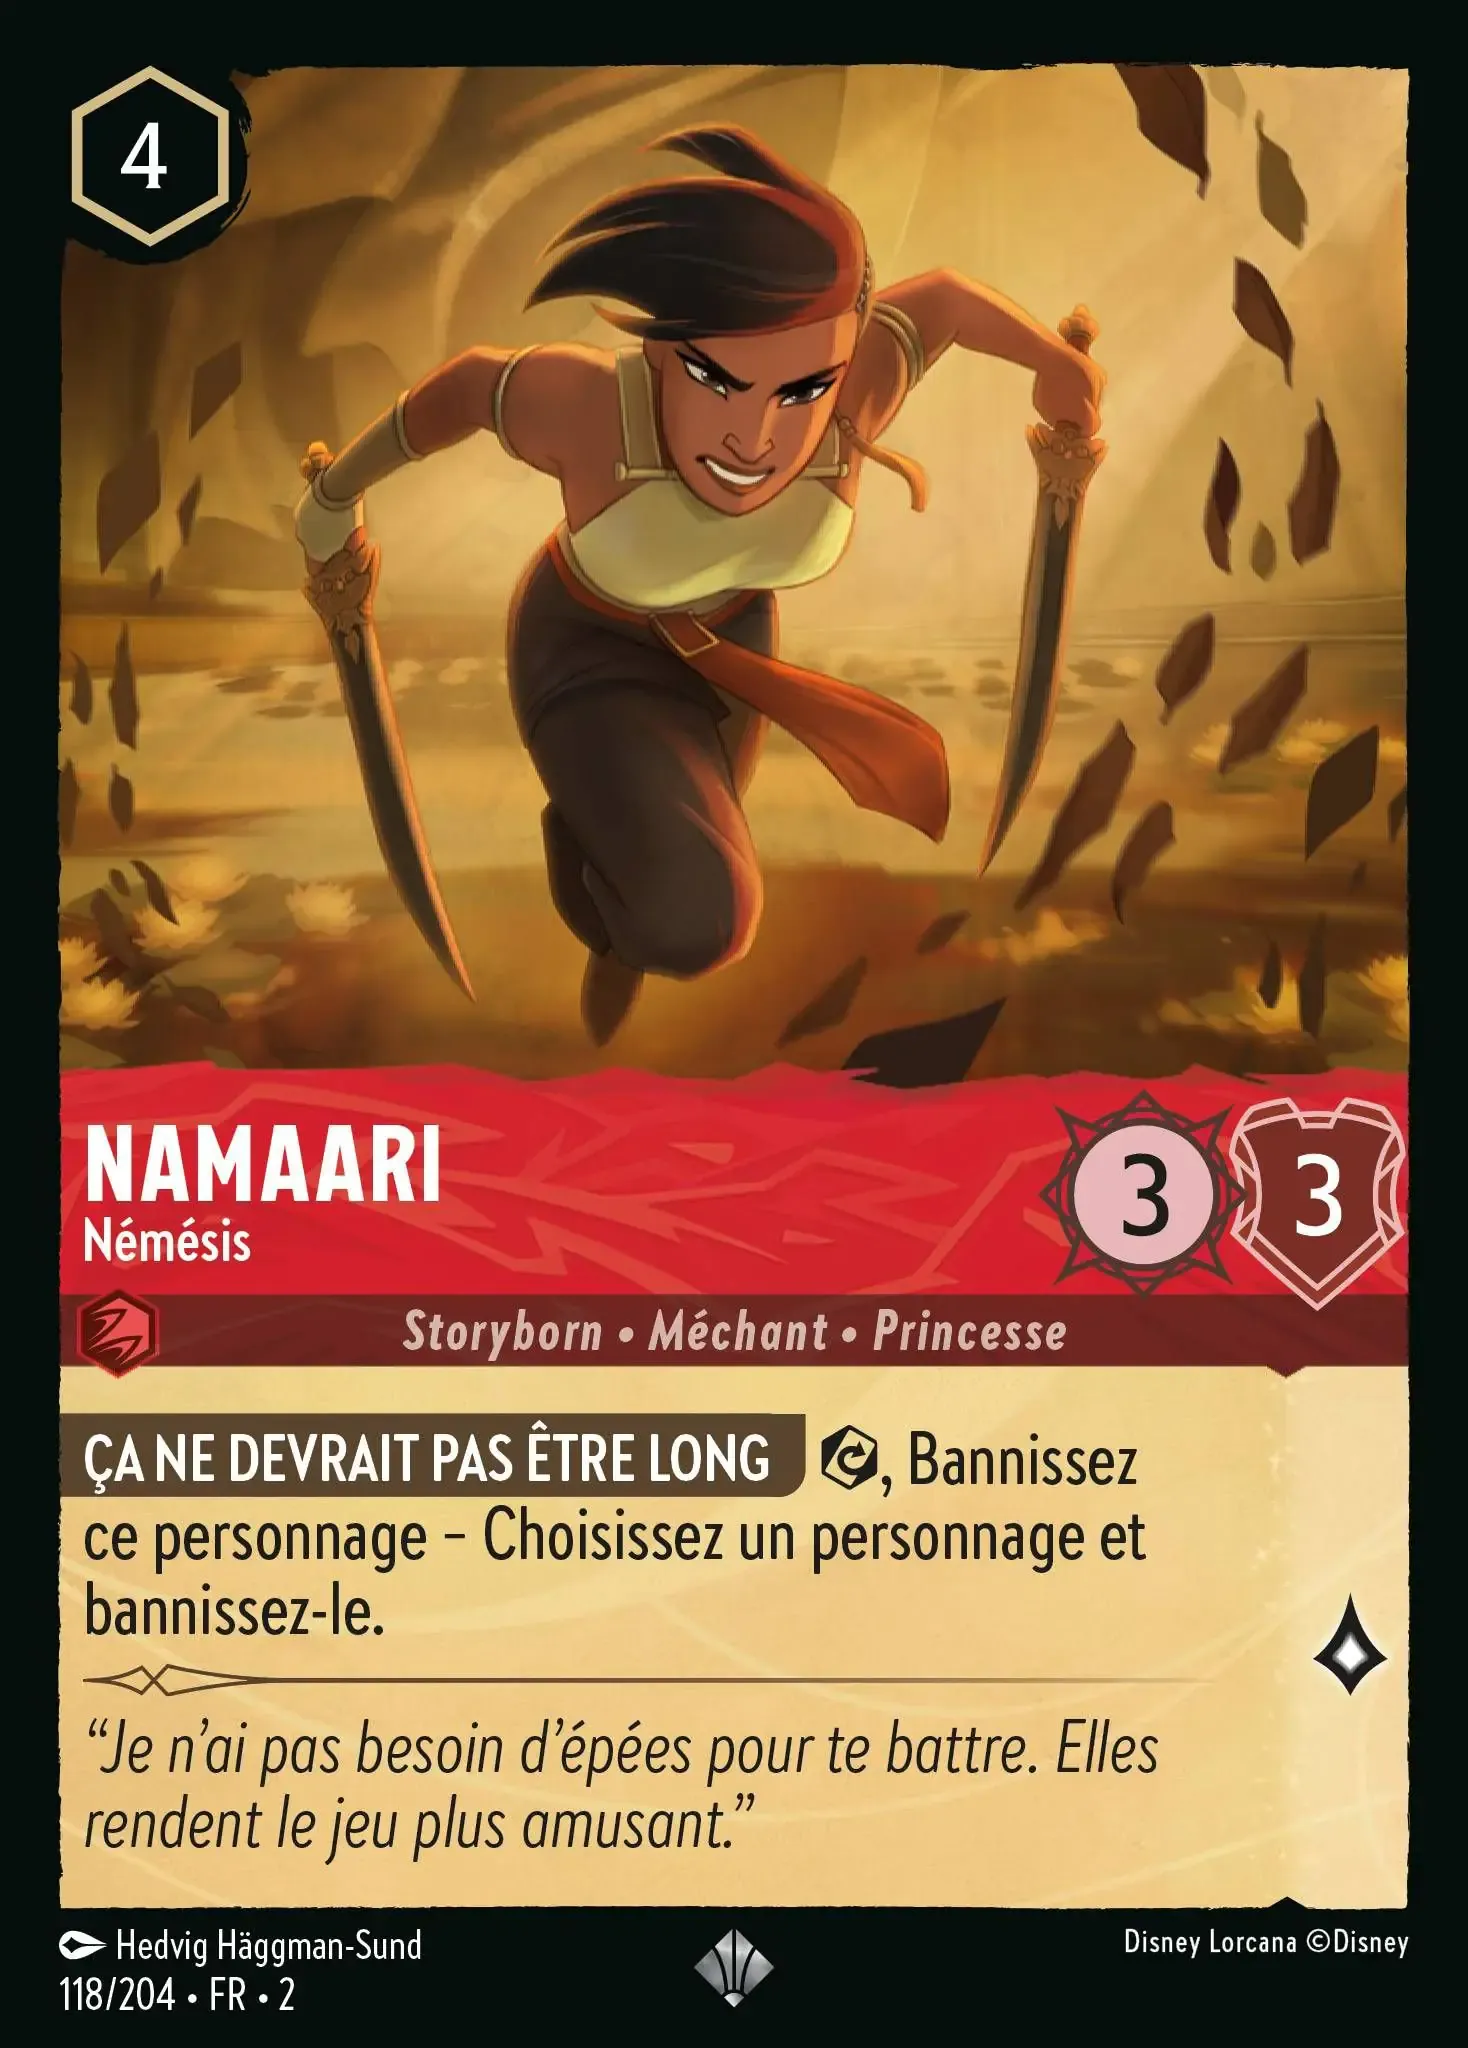 4
NAMAARI
Némésis
3
3
Storyborn • Méchant • Princesse
ÇA NE DEVRAIT PAS ÊTRE LONG , Bannissez
ce personnage – Choisissez un personnage et
bannissez-le.
“Je n’ai pas besoin d’épées pour te battre. Elles
rendent le jeu plus amusant.”
Hedvig Häggman-Sund
Disney Lorcana ©Disney
118/204 • FR • 2